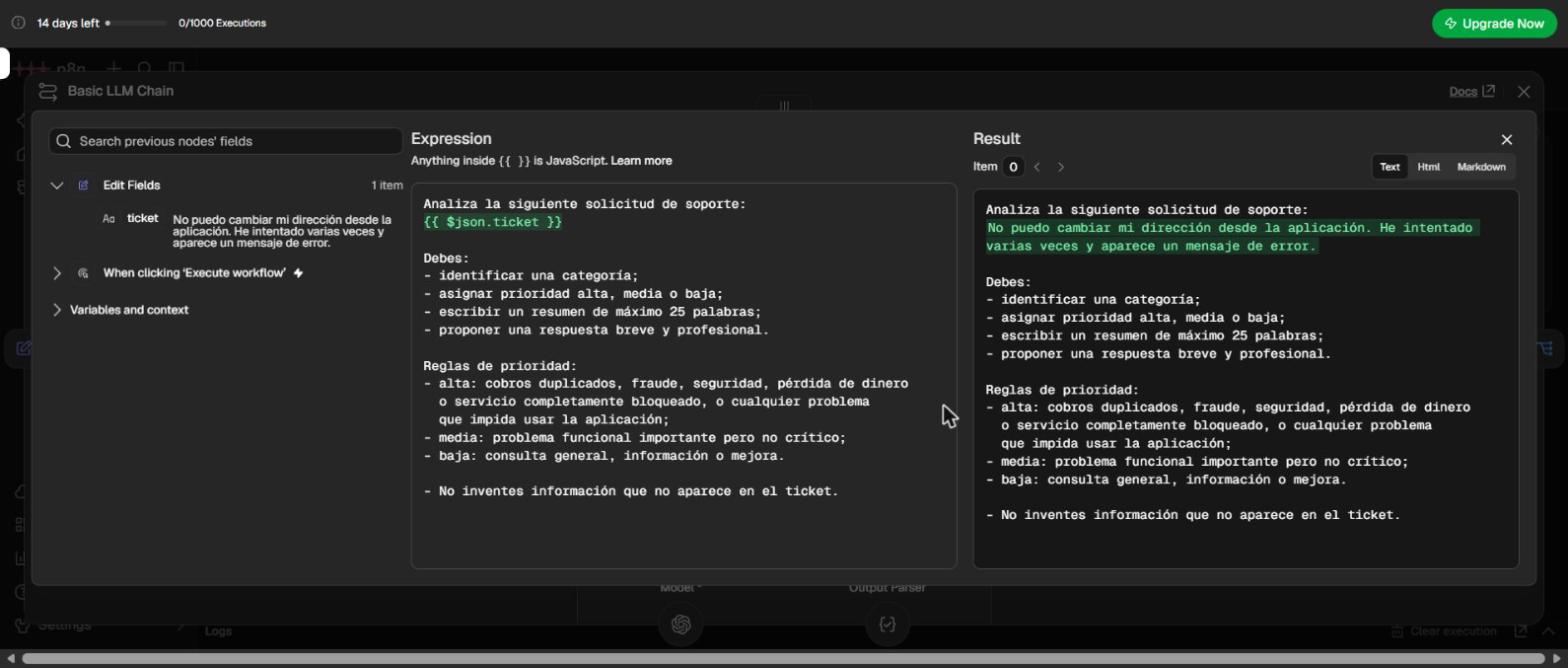 14 days left
0/1000 Executions
Upgrade Now
n8n
Basic LLM Chain
Docs
Search previous nodes' fields
Edit Fields
1 item
ticket
No puedo cambiar mi dirección desde la
aplicación. He intentado varias veces y
aparece un mensaje de error.
When clicking 'Execute workflow'
Variables and context
Expression
Anything inside {{ }} is JavaScript. Learn more
Analiza la siguiente solicitud de soporte:
{{ $json.ticket }}
Debes:
- identificar una categoría;
- asignar prioridad alta, media o baja;
- escribir un resumen de máximo 25 palabras;
- proponer una respuesta breve y profesional.
Reglas de prioridad:
- alta: cobros duplicados, fraude, seguridad, pérdida de dinero
o servicio completamente bloqueado, o cualquier problema
que impida usar la aplicación;
- media: problema funcional importante pero no crítico;
- baja: consulta general, información o mejora.
- No inventes información que no aparece en el ticket.
Result
Item 0
Text Html Markdown
Analiza la siguiente solicitud de soporte:
No puedo cambiar mi dirección desde la aplicación. He intentado
varias veces y aparece un mensaje de error.
Debes:
- identificar una categoría;
- asignar prioridad alta, media o baja;
- escribir un resumen de máximo 25 palabras;
- proponer una respuesta breve y profesional.
Reglas de prioridad:
- alta: cobros duplicados, fraude, seguridad, pérdida de dinero
o servicio completamente bloqueado, o cualquier problema
que impida usar la aplicación;
- media: problema funcional importante pero no crítico;
- baja: consulta general, información o mejora.
- No inventes información que no aparece en el ticket.
Model *
Output Parser
Settings
Logs
Clear execution